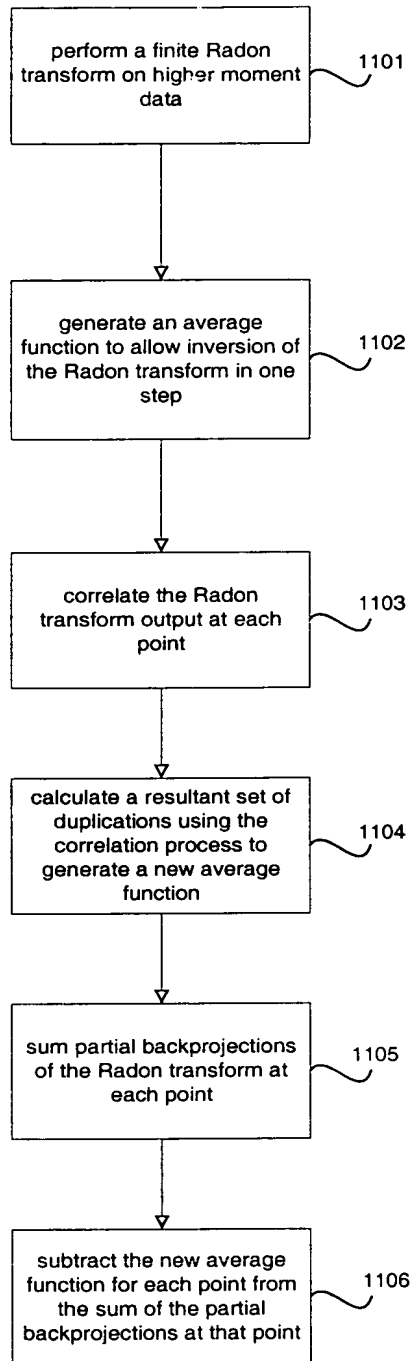 perform a finite Radon
transform on higher moment
data
1101
generate an average
function to allow inversion of
the Radon transform in one
step
1102
correlate the Radon
transform output at each
point
1103
calculate a resultant set of
duplications using the
correlation process to
generate a new average
function
1104
sum partial backprojections
of the Radon transform at
each point
1105
subtract the new average
function for each point from
the sum of the partial
backprojections at that point
1106